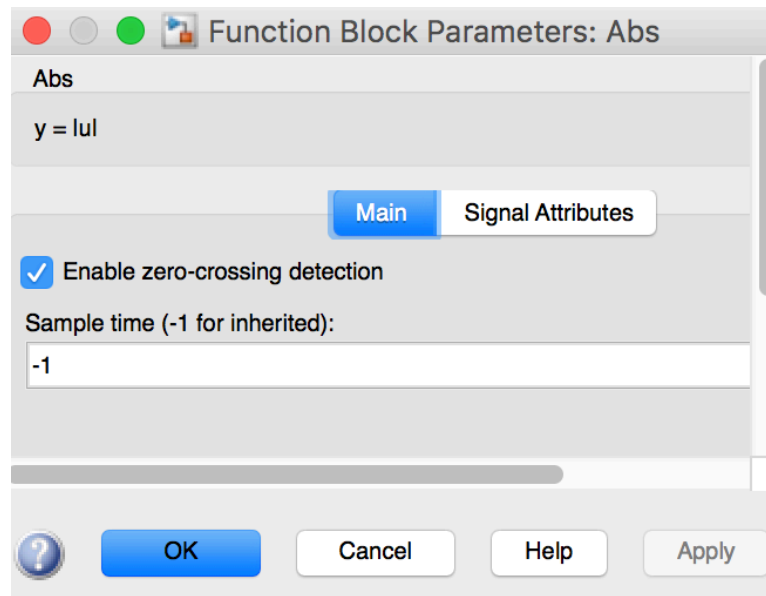 Function Block Parameters: Abs
Abs
y = lul
Main Signal Attributes
Enable zero-crossing detection
Sample time (-1 for inherited):
-1
? OK Cancel Help Apply